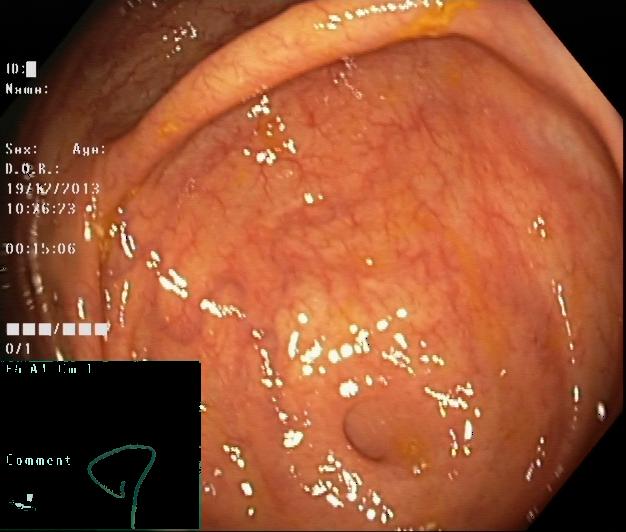 ID:
Name:
Sex: Age:
D.O.B.:
19/12/2013
10:26:23
00:15:06
0/1
Comment